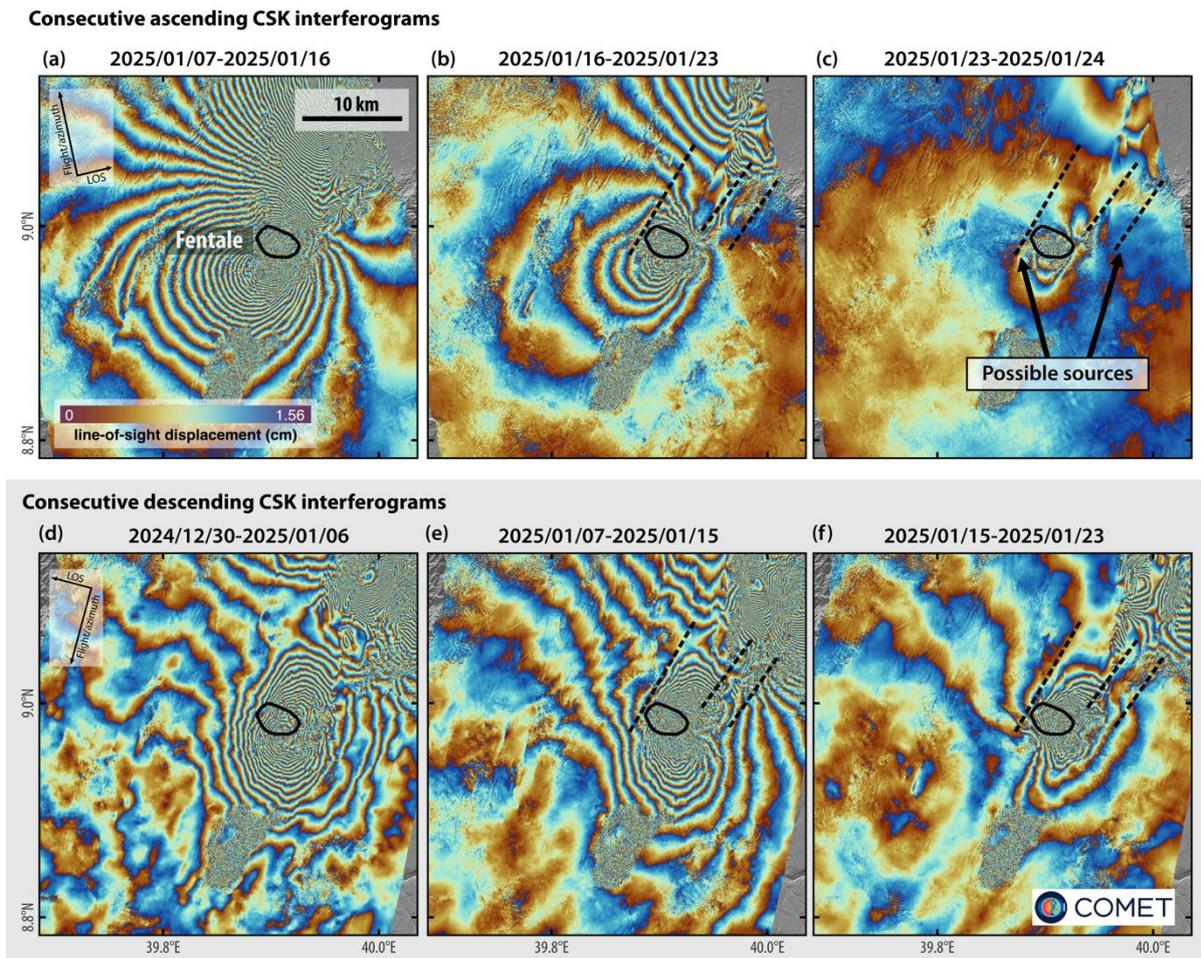 Consecutive ascending CSK interferograms
(a) 2025/01/07-2025/01/16
(b) 2025/01/16-2025/01/23
(c) 2025/01/23-2025/01/24
Flight/azimuth
LOS
10 km
9.0°N
Fentale
Possible sources
0 1.56
line-of-sight displacement (cm)
8.8°N
Consecutive descending CSK interferograms
(d) 2024/12/30-2025/01/06
(e) 2025/01/07-2025/01/15
(f) 2025/01/15-2025/01/23
LOS
Flight/azimuth
9.0°N
8.8°N
COMET
39.8°E 40.0°E
39.8°E 40.0°E
39.8°E 40.0°E